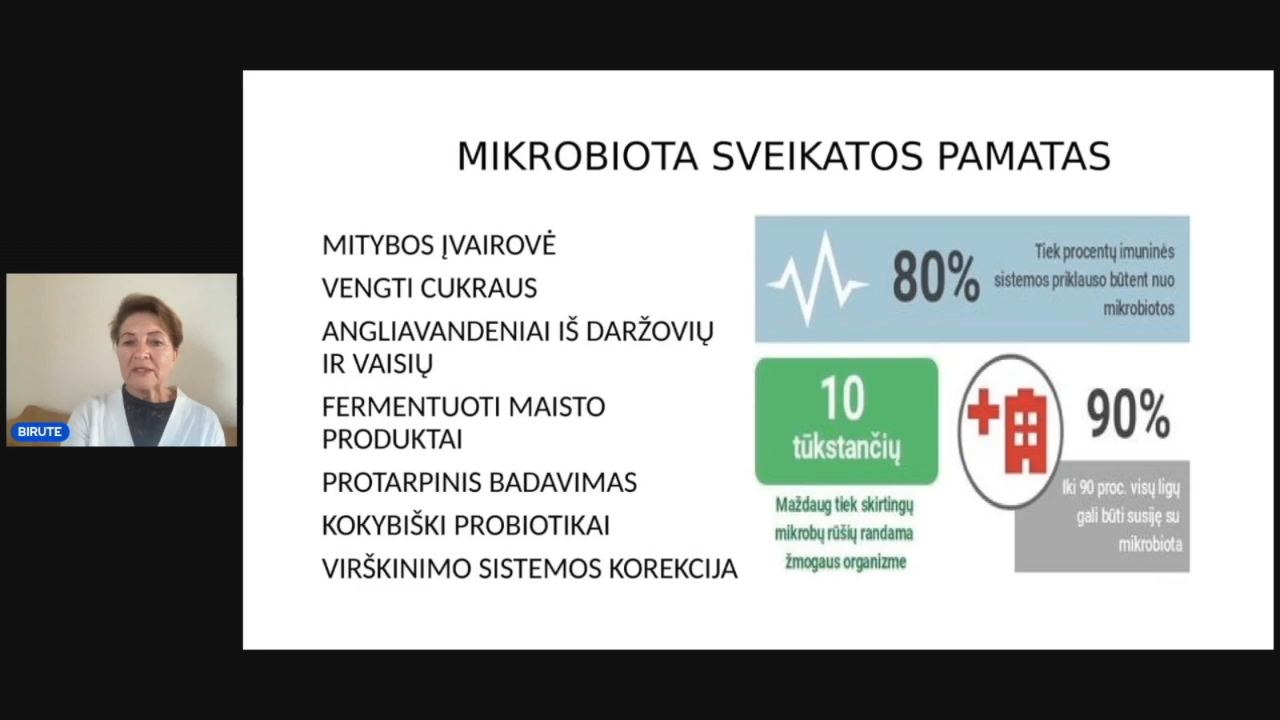 MIKROBIOTA SVEIKATOS PAMATAS
MITYBOS ĮVAIROVĖ
VENGTI CUKRAUS
ANGLIAVANDENIAI IŠ DARŽOVIŲ
IR VAISIŲ
FERMENTUOTI MAISTO
PRODUKTAI
PROTARPINIS BADAVIMAS
KOKYBIŠKI PROBIOTIKAI
VIRŠKINIMO SISTEMOS KOREKCIJA
80%
Tiek procentų imuninės
sistemos priklauso būtent nuo
mikrobiotos
10
tūkstančių
Maždaug tiek skirtingų
mikrobų rūšių randama
žmogaus organizme
90%
Iki 90 proc. visų ligų
gali būti susiję su
mikrobiota
BIRUTE